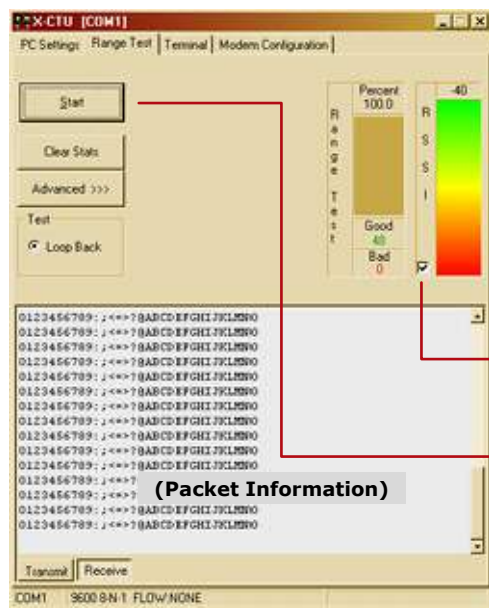 X-CTU [COM1]
PC Settings Range Test Terminal Modem Configuration
Start
Clear Stats
Advanced >>>
Test
Loop Back
Range Test
Percent
100.0
Good
48
Bad
0
RSSI
-40
0123456789:;<=>?@ABCDEFGHIJKLMNO
0123456789:;<=>?@ABCDEFGHIJKLMNO
0123456789:;<=>?@ABCDEFGHIJKLMNO
0123456789:;<=>?@ABCDEFGHIJKLMNO
0123456789:;<=>?@ABCDEFGHIJKLMNO
0123456789:;<=>?@ABCDEFGHIJKLMNO
0123456789:;<=>?@ABCDEFGHIJKLMNO
0123456789:;<=>?@ABCDEFGHIJKLMNO
0123456789:;<=>?@ABCDEFGHIJKLMNO
0123456789:;<=>?@ABCDEFGHIJKLMNO
0123456789:;<=>?@ABCDEFGHIJKLMNO
0123456789:;<=>?
0123456789:;<=>?
(Packet Information)
0123456789:;<=>?@ABCDEFGHIJKLMNO
0123456789:;<=>?@ABCDEFGHIJKLMNO
Transmit Receive
COM1 9600 8-N-1 FLOW:NONE